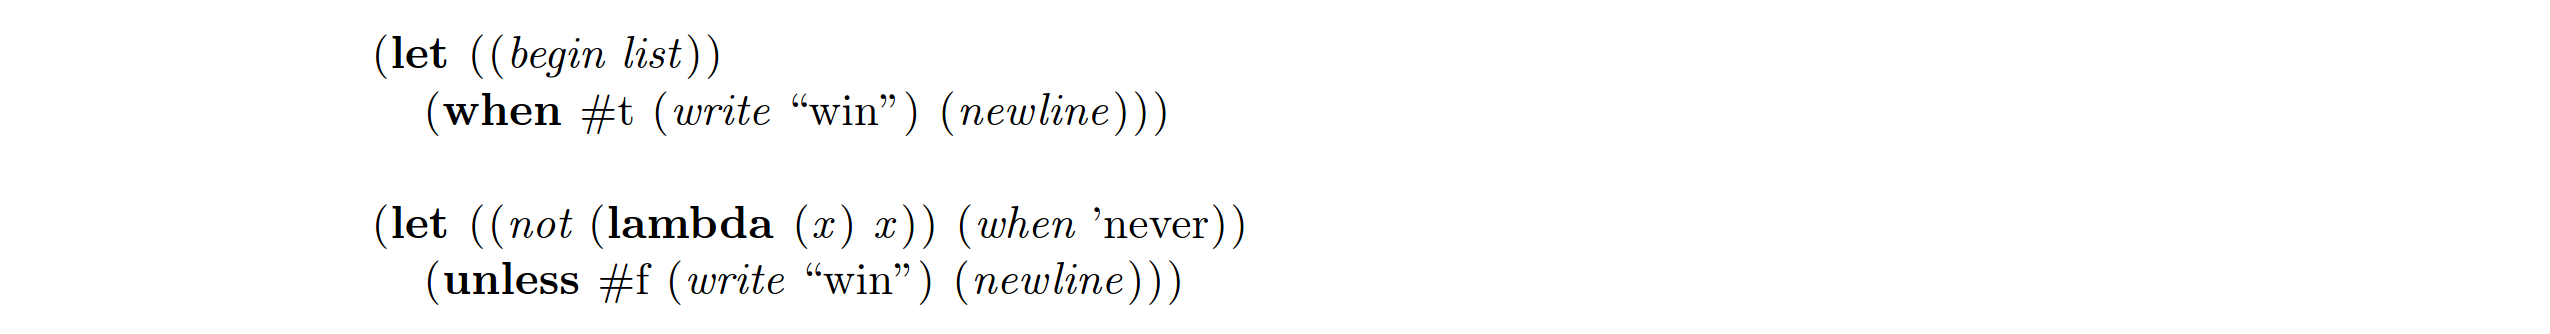 (let ((begin list))
(when #t (write “win”) (newline)))
(let ((not (lambda (x) x)) (when ’never))
(unless #f (write “win”) (newline)))